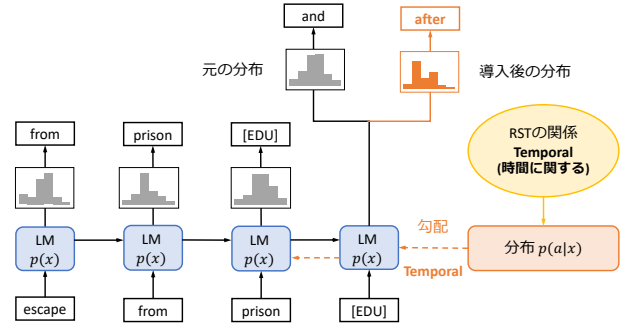 and
after
元の分布
導入後の分布
from
prison
[EDU]
RSTの関係
Temporal
(時間に関する)
LM
p(x)
LM
p(x)
LM
p(x)
LM
p(x)
勾配
Temporal
分布 p(a|x)
escape
from
prison
[EDU]